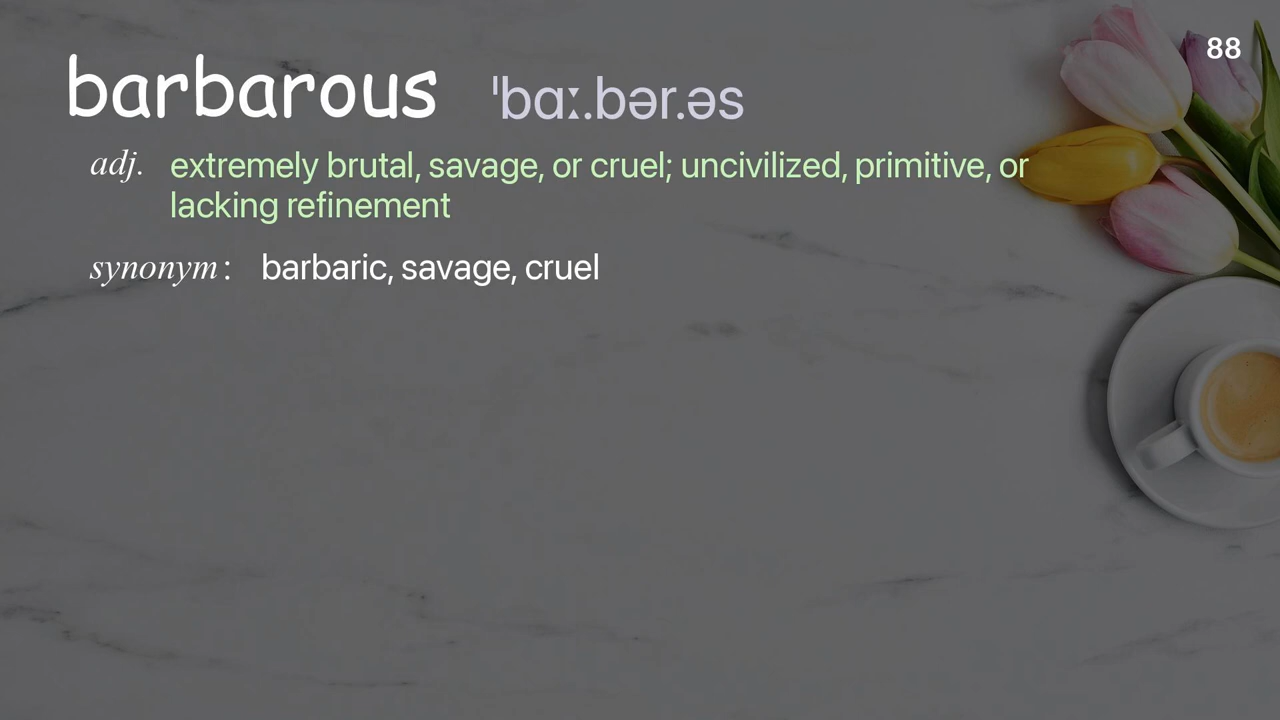 88
barbarous ˈbɑː.bər.əs
adj. extremely brutal, savage, or cruel; uncivilized, primitive, or
lacking refinement
synonym: barbaric, savage, cruel